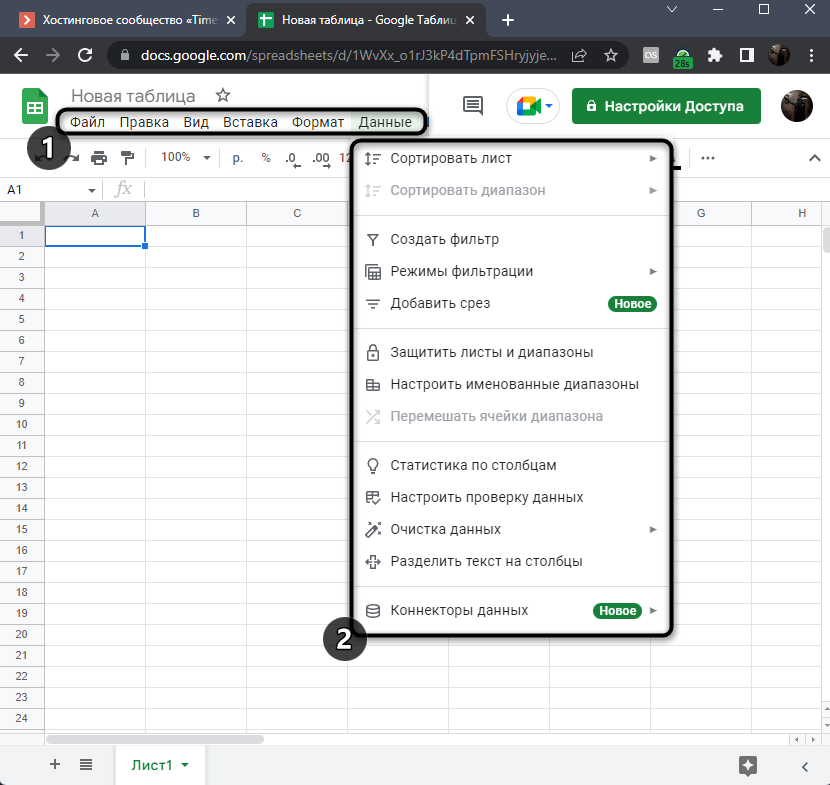 Хостинговое сообщество «Time
Новая таблица - Google Таблиц
docs.google.com/spreadsheets/d/1WvXx_o1rJ3kP4dTpmFSHryjyje...
28s
Новая таблица
Файл Правка Вид Вставка Формат Данные
Настройки Доступа
1
100% р. % .0 .00 12
A1 fx
A B C G H
Сортировать лист
Сортировать диапазон
Создать фильтр
Режимы фильтрации
Добавить срез Новое
Защитить листы и диапазоны
Настроить именованные диапазоны
Перемешать ячейки диапазона
Статистика по столбцам
Настроить проверку данных
Очистка данных
Разделить текст на столбцы
Коннекторы данных Новое
2
1
2
3
4
5
6
7
8
9
10
11
12
13
14
15
16
17
18
19
20
21
22
23
24
Лист1